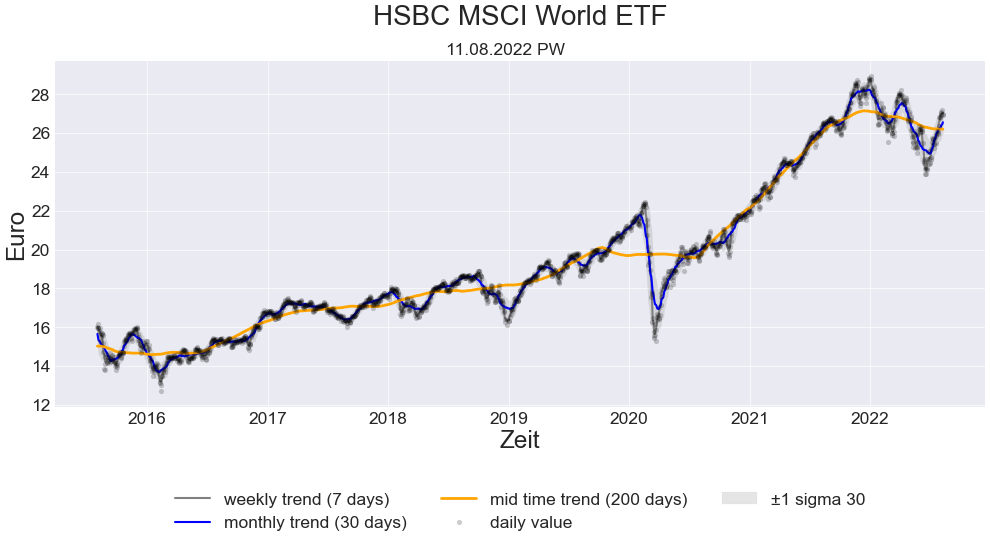 HSBC MSCI World ETF
11.08.2022 PW
Euro
28
26
24
22
20
18
16
14
12
2016 2017 2018 2019 2020 2021 2022
Zeit
weekly trend (7 days) mid time trend (200 days) ±1 sigma 30
monthly trend (30 days) daily value